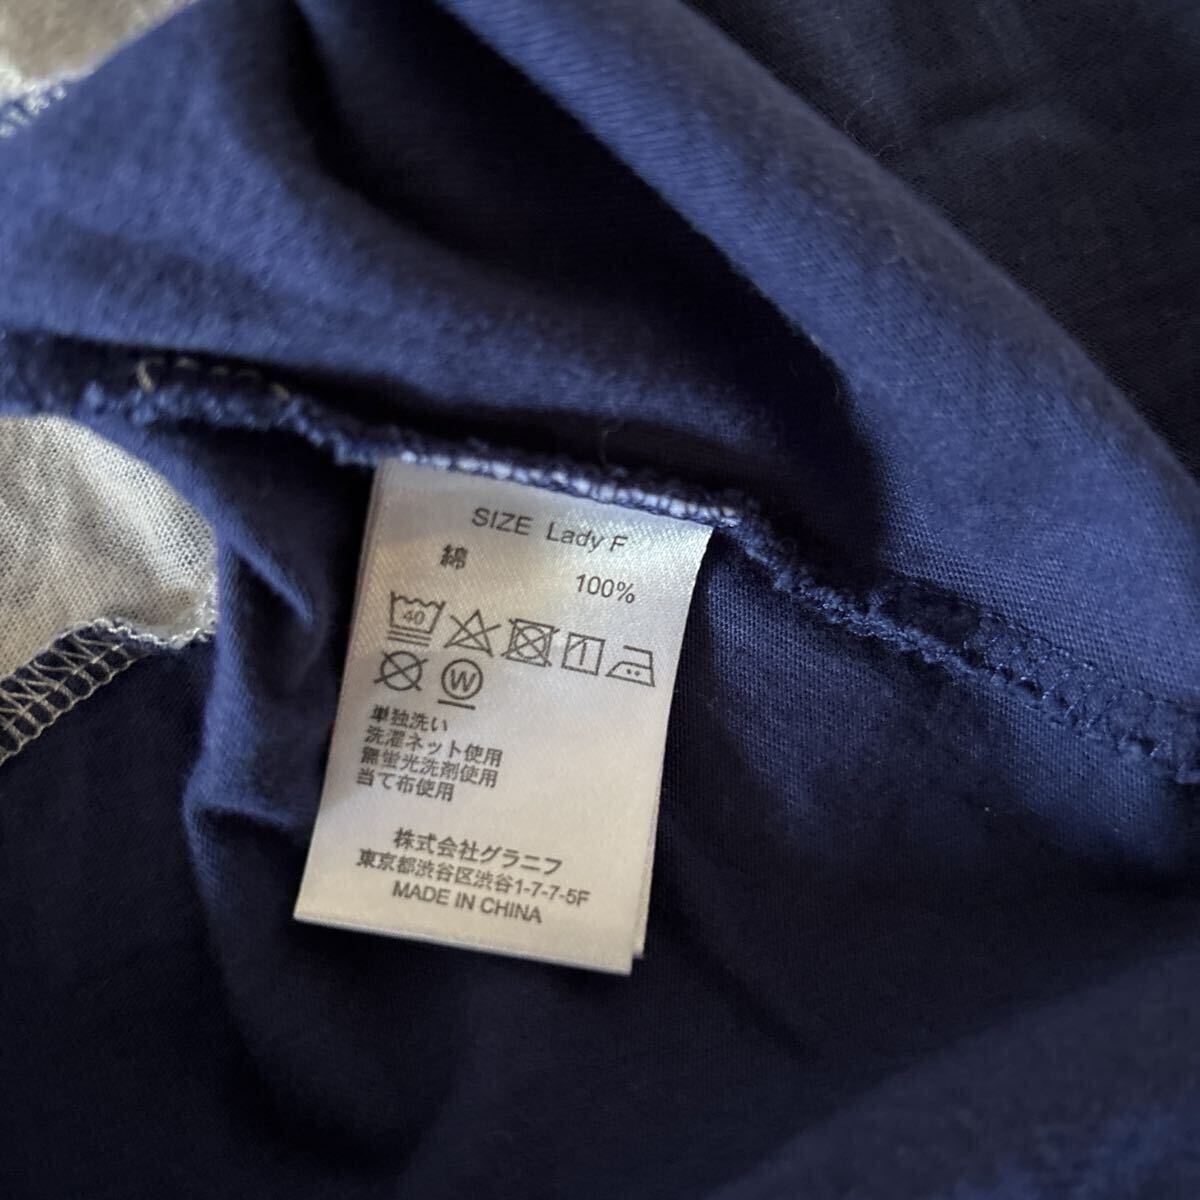 SIZE Lady F
綿 100%
40
W
単独洗い
洗濯ネット使用
無蛍光洗剤使用
当て布使用
株式会社グラニフ
東京都渋谷区渋谷1-7-7-5F
MADE IN CHINA